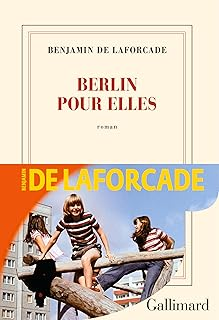 BENJAMIN DE LAFORCADE
BERLIN
POUR ELLES
roman
BENJAMIN
DE LAFORCADE
Gallimard